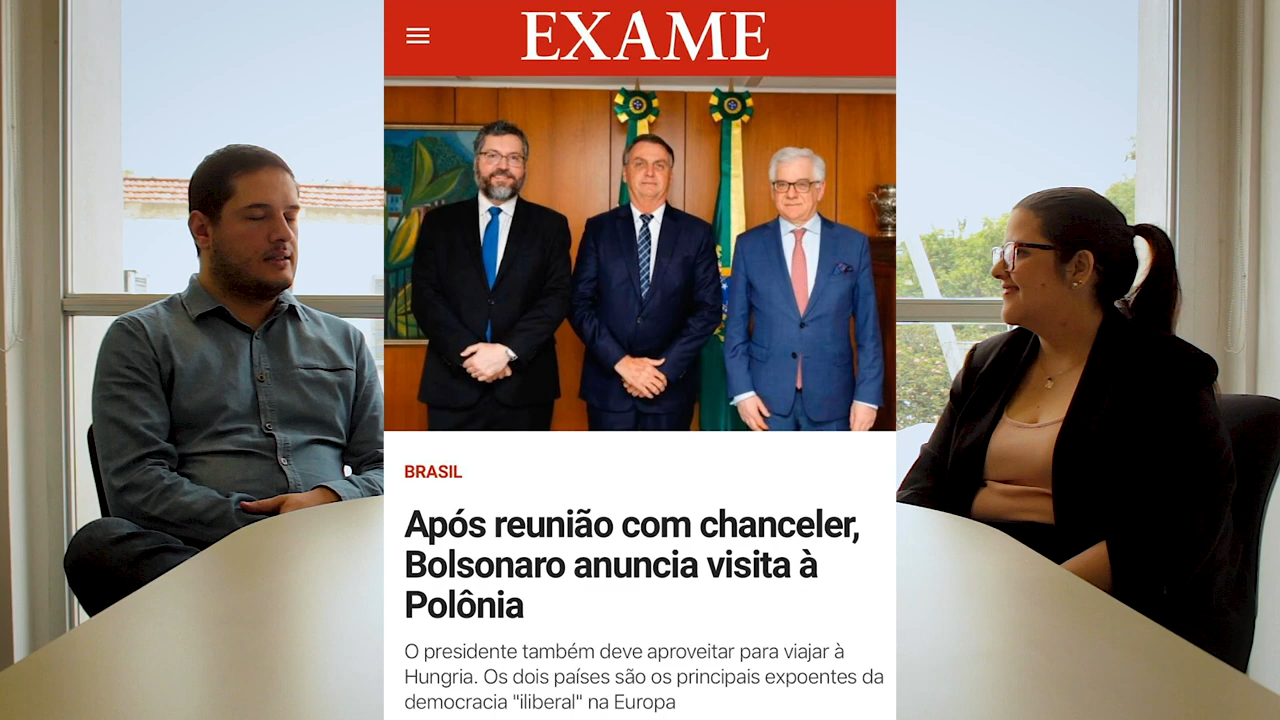 EXAME
BRASIL
Após reunião com chanceler,
Bolsonaro anuncia visita à
Polônia
O presidente também deve aproveitar para viajar à
Hungria. Os dois países são os principais expoentes da
democracia "iliberal" na Europa